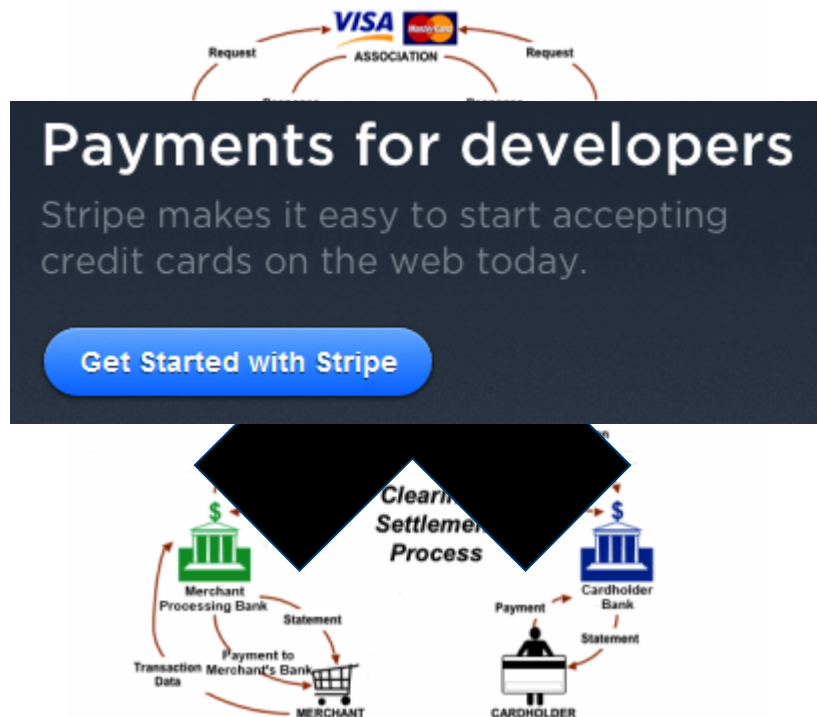 VISA MasterCard
ASSOCIATION
Request
Request
Payments for developers
Stripe makes it easy to start accepting
credit cards on the web today.
Get Started with Stripe
$
$
Settlement
Process
Merchant
Processing Bank
Cardholder
Bank
Statement
Payment
Statement
Payment to
Merchant's Bank
Transaction
Data
MERCHANT
CARDHOLDER